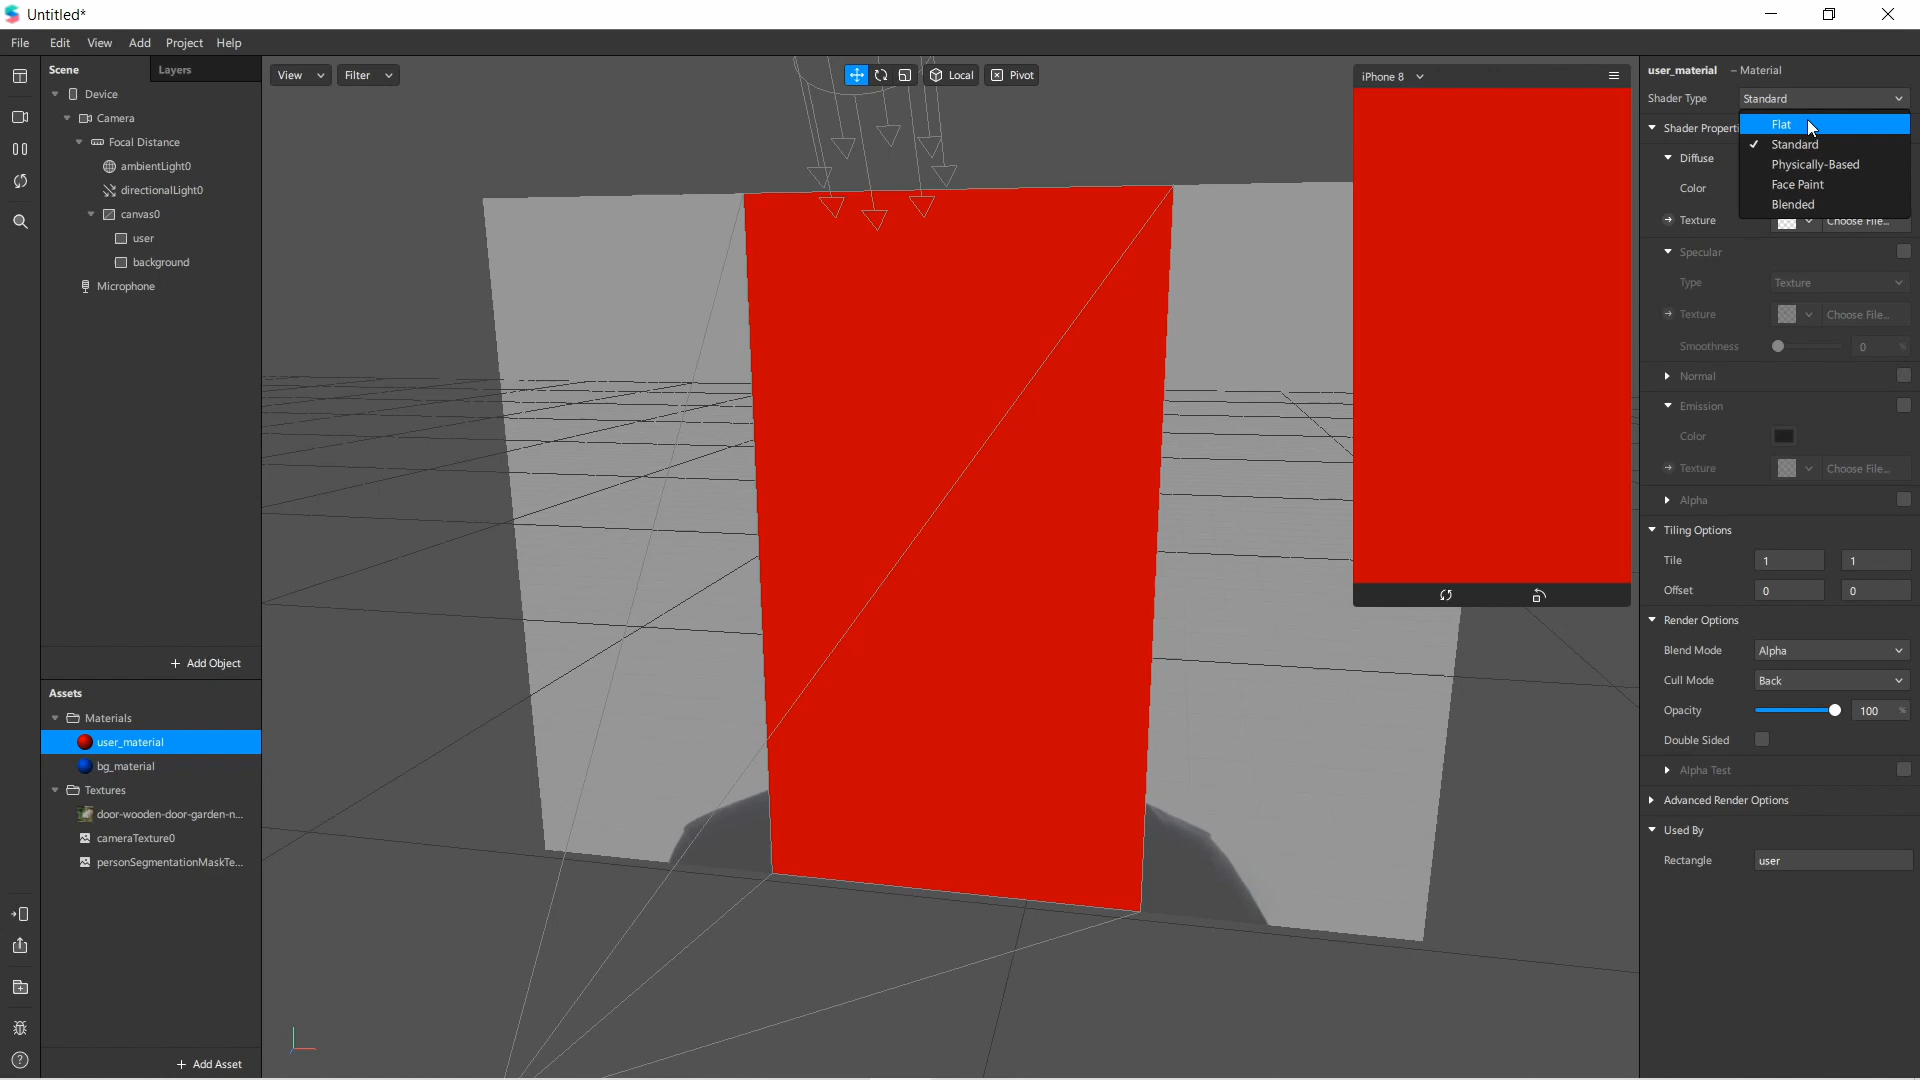 Untitled*
File Edit View Add Project Help
Scene Layers
Device
Camera
Focal Distance
ambientLight0
directionalLight0
canvas0
user
background
Microphone
+ Add Object
Assets
Materials
user_material
bg_material
Textures
door-wooden-door-garden-n...
cameraTexture0
personSegmentationMaskTe...
+ Add Asset
View Filter Local Pivot
iPhone 8
user_material – Material
Shader Type Standard
Flat
Standard
Physically-Based
Face Paint
Blended
Diffuse
Color
Texture Choose File...
Specular
Type Texture
Texture Choose File...
Smoothness 0 %
Normal
Emission
Color
Texture Choose File...
Alpha
Tiling Options
Tile 1 1
Offset 0 0
Render Options
Blend Mode Alpha
Cull Mode Back
Opacity 100 %
Double Sided
Alpha Test
Advanced Render Options
Used By
Rectangle user